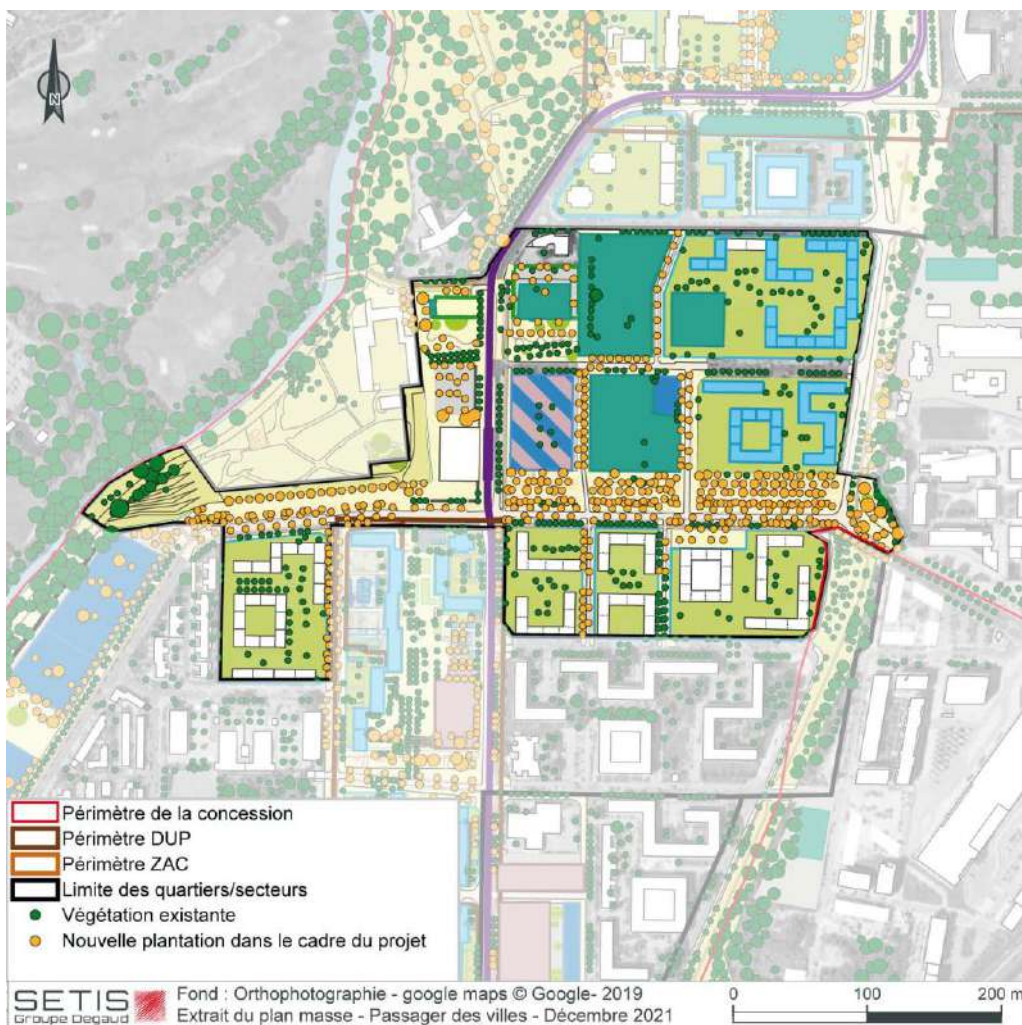 N
Périmètre de la concession
Périmètre DUP
Périmètre ZAC
Limite des quartiers/secteurs
Végétation existante
Nouvelle plantation dans le cadre du projet
SETIS
Groupe Degaud
Fond : Orthophotographie - google maps © Google- 2019
Extrait du plan masse - Passager des villes - Décembre 2021
0 100 200 m